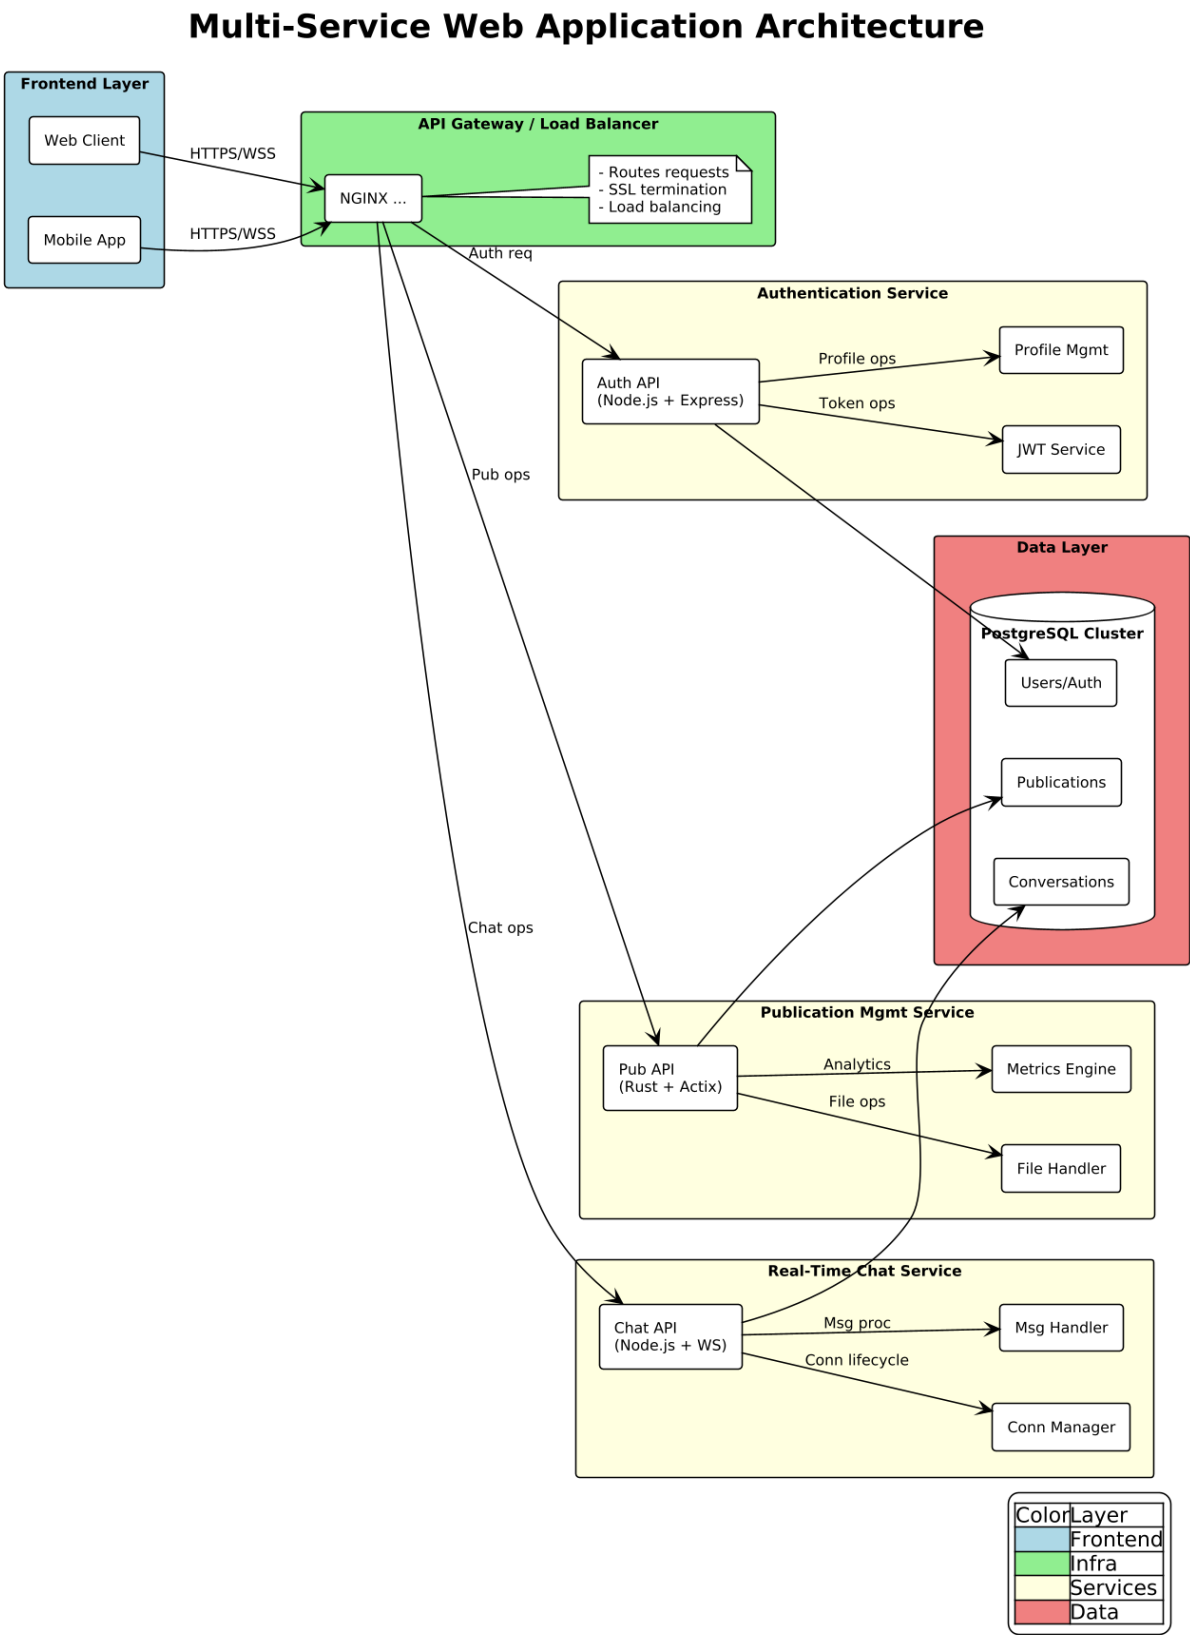 Multi-Service Web Application Architecture
Frontend Layer
Web Client
Mobile App
HTTPS/WSS
HTTPS/WSS
API Gateway / Load Balancer
NGINX ...
- Routes requests
- SSL termination
- Load balancing
Auth req
Authentication Service
Auth API
(Node.js + Express)
Profile ops
Token ops
Profile Mgmt
JWT Service
Pub ops
Data Layer
PostgreSQL Cluster
Users/Auth
Publications
Conversations
Chat ops
Publication Mgmt Service
Pub API
(Rust + Actix)
Analytics
File ops
Metrics Engine
File Handler
Real-Time Chat Service
Chat API
(Node.js + WS)
Msg proc
Conn lifecycle
Msg Handler
Conn Manager
Color Layer
Frontend
Infra
Services
Data